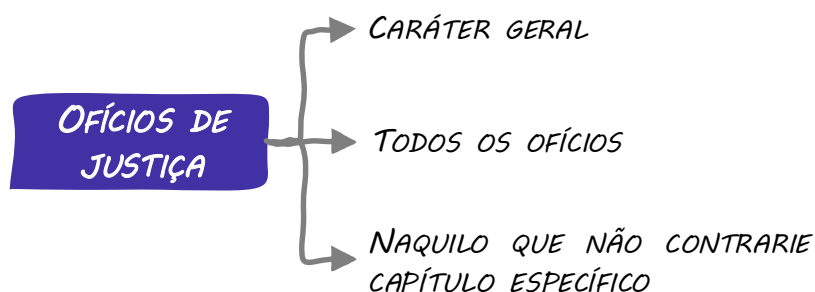 OFÍCIOS DE
JUSTIÇA
CARÁTER GERAL
TODOS OS OFÍCIOS
NAQUILO QUE NÃO CONTRARIE
CAPÍTULO ESPECÍFICO